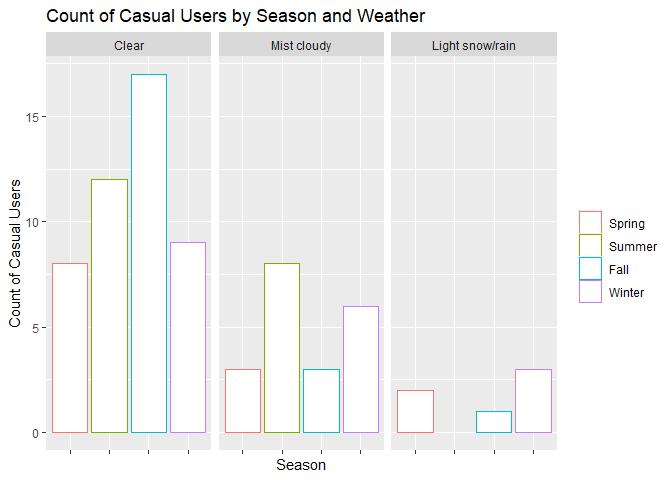 Count of Casual Users by Season and Weather
Clear
Mist cloudy
Light snow/rain
15
10
5
0
Count of Casual Users
Season
Spring
Summer
Fall
Winter